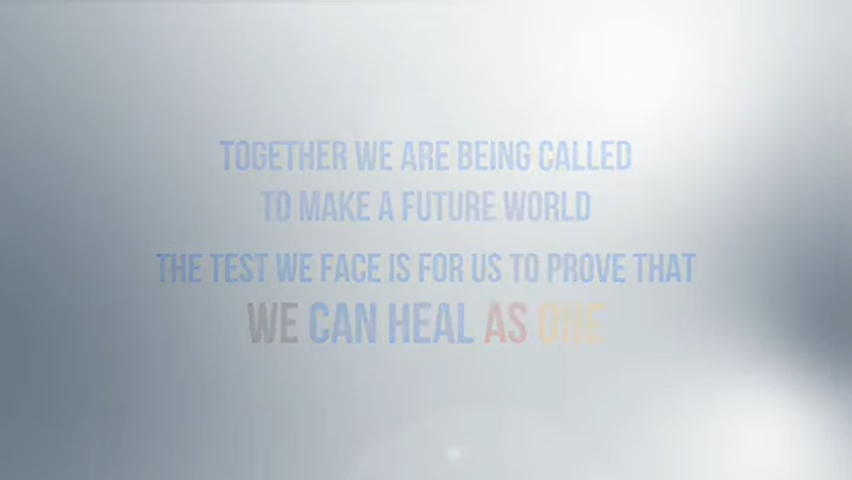 TOGETHER WE ARE BEING CALLED
TO MAKE A FUTURE WORLD
THE TEST WE FACE IS FOR US TO PROVE THAT
WE CAN HEAL AS ONE